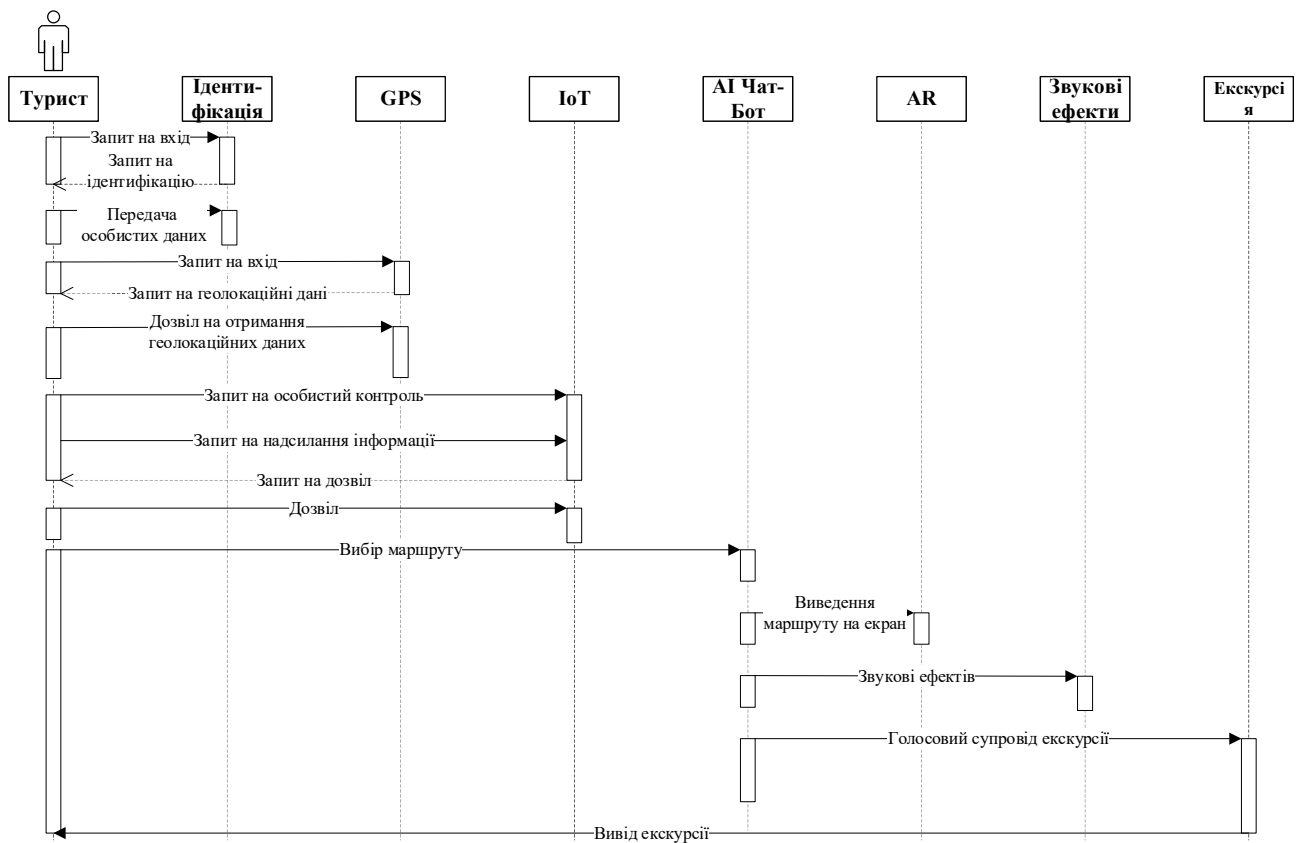 Турист
Іденти-
фікація
GPS
IoT
AI Чат-
Бот
AR
Звукові
ефекти
Екскурсі
я
Запит на вхід
Запит на
ідентифікацію
Передача
особистих даних
Запит на вхід
Запит на геолокаційні дані
Дозвіл на отримання
геолокаційних даних
Запит на особистий контроль
Запит на надсилання інформації
Запит на дозвіл
Дозвіл
Вибір маршруту
Виведення
маршруту на екран
Звукові ефектів
Голосовий супровід екскурсії
Вивід екскурсії